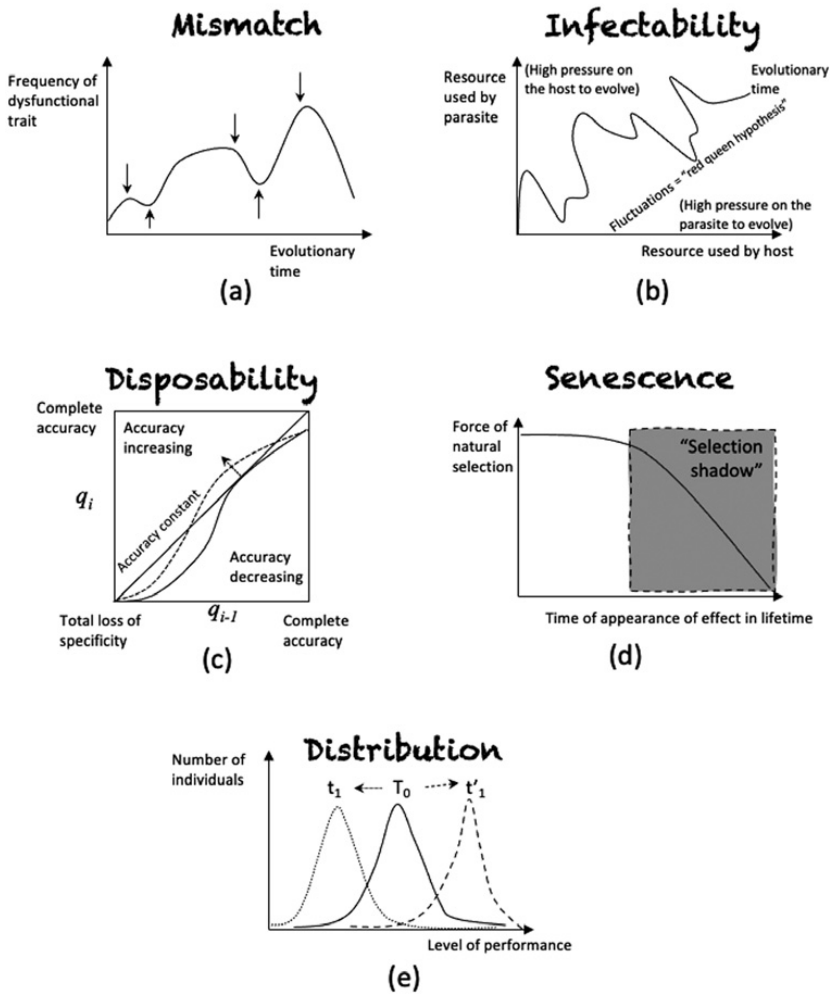 Mismatch
Frequency of
dysfunctional
trait
Evolutionary
time
(a)
Infectability
Resource
used by
parasite
(High pressure on
the host to evolve)
Evolutionary
time
Fluctuations = "red queen hypothesis"
(High pressure on the
parasite to evolve)
Resource used by host
(b)
Disposability
Complete
accuracy
Accuracy
increasing
qi
Accuracy constant
Accuracy
decreasing
Total loss of
specificity
qi-1
Complete
accuracy
(c)
Senescence
Force of
natural
selection
"Selection
shadow"
Time of appearance of effect in lifetime
(d)
Distribution
Number of
individuals
t1
T0
t'1
Level of performance
(e)